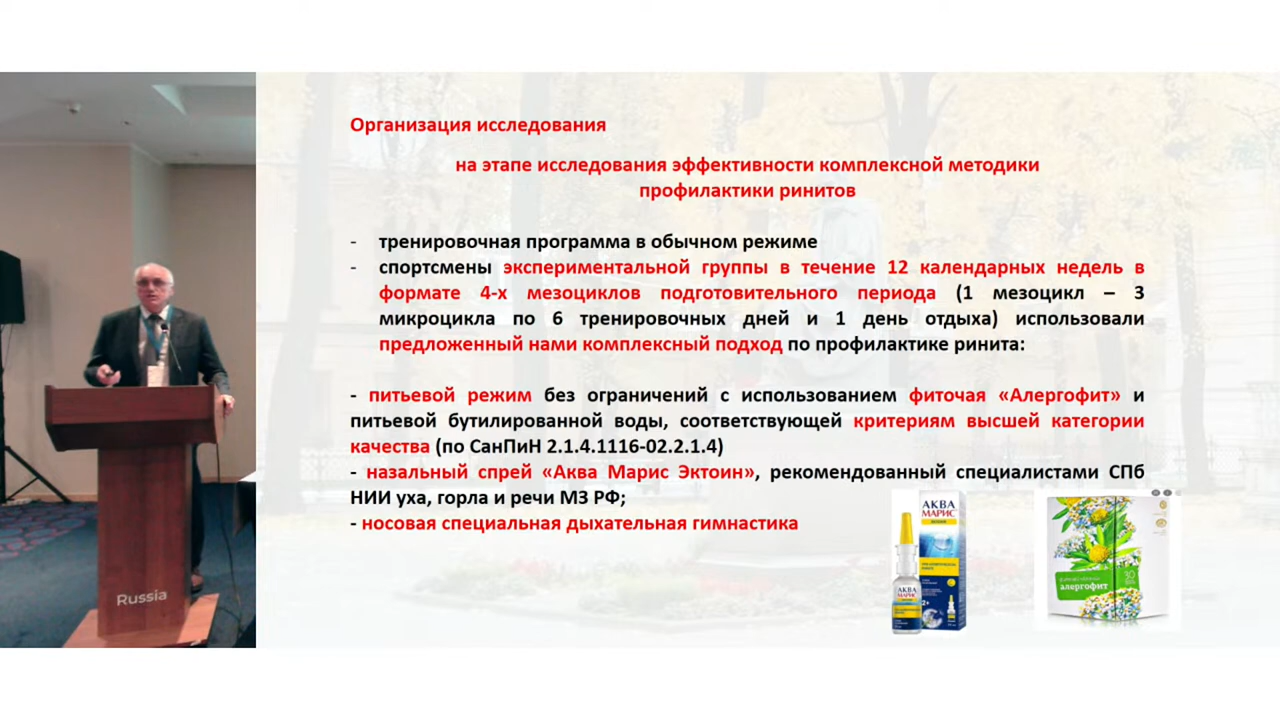 Организация исследования
на этапе исследования эффективности комплексной методики
профилактики ринитов
- тренировочная программа в обычном режиме
- спортсмены экспериментальной группы в течение 12 календарных недель в
формате 4-х мезоциклов подготовительного периода (1 мезоцикл – 3
микроцикла по 6 тренировочных дней и 1 день отдыха) использовали
предложенный нами комплексный подход по профилактике ринита:
- питьевой режим без ограничений с использованием фиточая «Алергофит» и
питьевой бутилированной воды, соответствующей критериям высшей категории
качества (по СанПиН 2.1.4.1116-02.2.1.4)
- назальный спрей «Аква Марис Эктоин», рекомендованный специалистами СПб
НИИ уха, горла и речи МЗ РФ;
- носовая специальная дыхательная гимнастика
АКВА
МАРИС
АКВА
МАРИС
алергофит
30
Russia